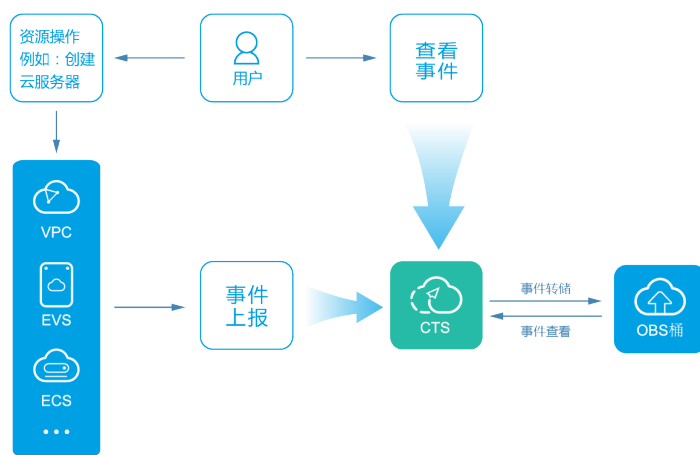 资源操作
例如：创建
云服务器
用户
查看
事件
VPC
EVS
ECS
事件
上报
CTS
事件转储
事件查看
OBS桶